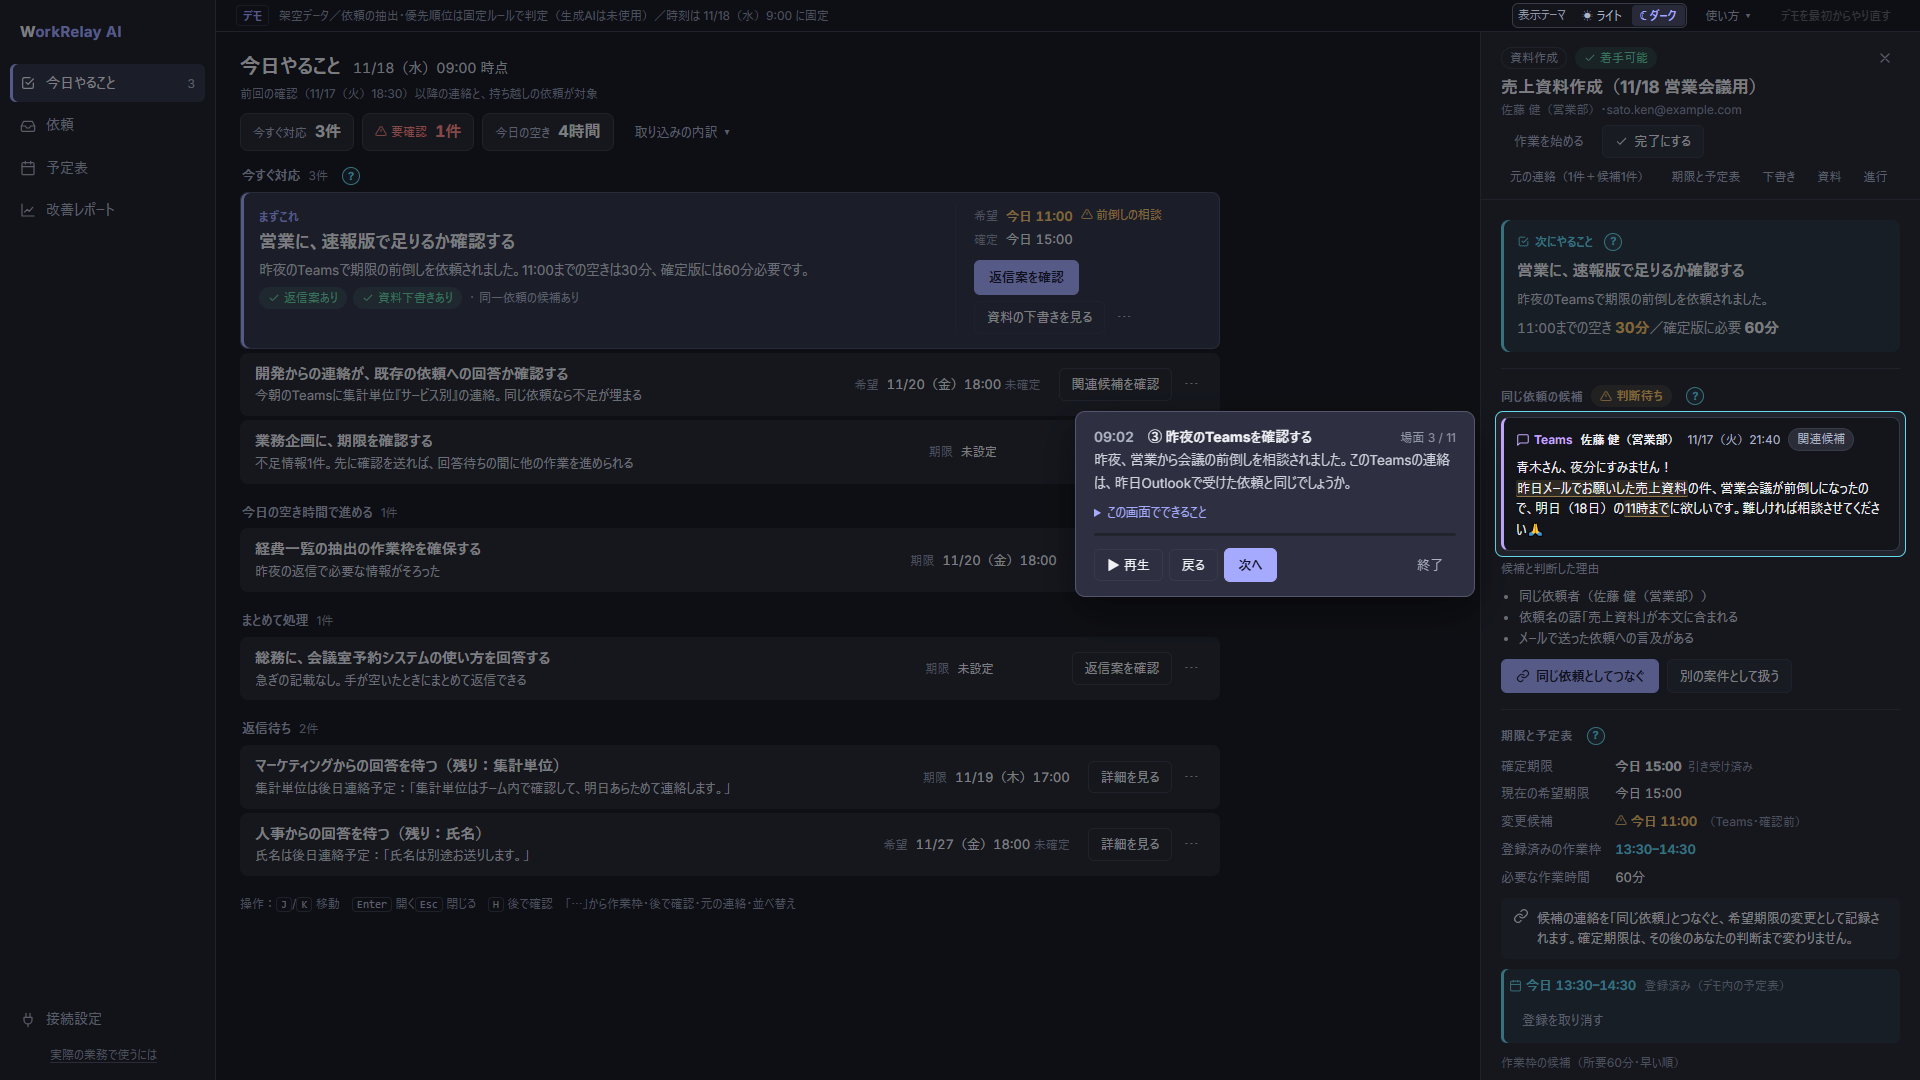 WorkRelay AI
今日やること 3
依頼
予定表
改善レポート
接続設定
実際の業務で使うには
デモ 架空データ／依頼の抽出・優先順位は固定ルールで判定（生成AIは未使用）／時刻は 11/18（水）9:00 に固定
表示テーマ ライト ダーク 使い方 ▾ デモを最初からやり直す
今日やること 11/18（水）09:00 時点
前回の確認（11/17（火）18:30）以降の連絡と、持ち越しの依頼が対象
今すぐ対応 3件 要確認 1件 今日の空き 4時間 取り込みの内訳 ▾
今すぐ対応 3件 ?
まずこれ
営業に、速報版で足りるか確認する
昨夜のTeamsで期限の前倒しを依頼されました。11:00までの空きは30分、確定版には60分必要です。
✓ 返信案あり ✓ 資料下書きあり ・同一依頼の候補あり
希望 今日 11:00 前倒しの相談
確定 今日 15:00
返信案を確認
資料の下書きを見る …
開発からの連絡が、既存の依頼への回答か確認する
今朝のTeamsに集計単位『サービス別』の連絡。同じ依頼なら不足が埋まる
希望 11/20（金）18:00 未確定 関連候補を確認 …
業務企画に、期限を確認する
不足情報1件。先に確認を送れば、回答待ちの間に他の作業を進められる
期限 未設定
今日の空き時間で進める 1件
経費一覧の抽出の作業枠を確保する
昨夜の返信で必要な情報がそろった
期限 11/20（金）18:00
まとめて処理 1件
総務に、会議室予約システムの使い方を回答する
急ぎの記載なし。手が空いたときにまとめて返信できる
期限 未設定 返信案を確認 …
返信待ち 2件
マーケティングからの回答を待つ（残り：集計単位）
集計単位は後日連絡予定：「集計単位はチーム内で確認して、明日あらためて連絡します。」
期限 11/19（木）17:00 詳細を見る …
人事からの回答を待つ（残り：氏名）
氏名は後日連絡予定：「氏名は別途お送りします。」
希望 11/27（金）18:00 未確定 詳細を見る …
操作： J / K 移動 Enter 開く Esc 閉じる H 後で確認 「…」から作業枠・後で確認・元の連絡・並べ替え
09:02 ③ 昨夜のTeamsを確認する 場面 3 / 11
昨夜、営業から会議の前倒しを相談されました。このTeamsの連絡
は、昨日Outlookで受けた依頼と同じでしょうか。
▶ この画面でできること
▶ 再生 戻る 次へ 終了
資料作成 ✓ 着手可能
売上資料作成（11/18 営業会議用）
佐藤 健（営業部）・sato.ken@example.com
作業を始める ✓ 完了にする
元の連絡（1件＋候補1件） 期限と予定表 下書き 資料 進行
次にやること ?
営業に、速報版で足りるか確認する
昨夜のTeamsで期限の前倒しを依頼されました。
11:00までの空き 30分／確定版に必要 60分
同じ依頼の候補 判断待ち ?
Teams 佐藤 健（営業部） 11/17（火）21:40 関連候補
青木さん、夜分にすみません！
昨日メールでお願いした売上資料の件、営業会議が前倒しになったの
で、明日（18日）の11時までに欲しいです。難しければ相談させてくださ
い🙏
候補と判断した理由
• 同じ依頼者（佐藤 健（営業部））
• 依頼名の語「売上資料」が本文に含まれる
• メールで送った依頼への言及がある
同じ依頼としてつなぐ 別の案件として扱う
期限と予定表 ?
確定期限 今日 15:00 引き受け済み
現在の希望期限 今日 15:00
変更候補 今日 11:00 （Teams・確認前）
登録済みの作業枠 13:30–14:30
必要な作業時間 60分
候補の連絡を「同じ依頼」とつなぐと、希望期限の変更として記録さ
れます。確定期限は、その後のあなたの判断まで変わりません。
今日 13:30–14:30 登録済み（デモ内の予定表）
登録を取り消す
作業枠の候補（所要60分・早い順）